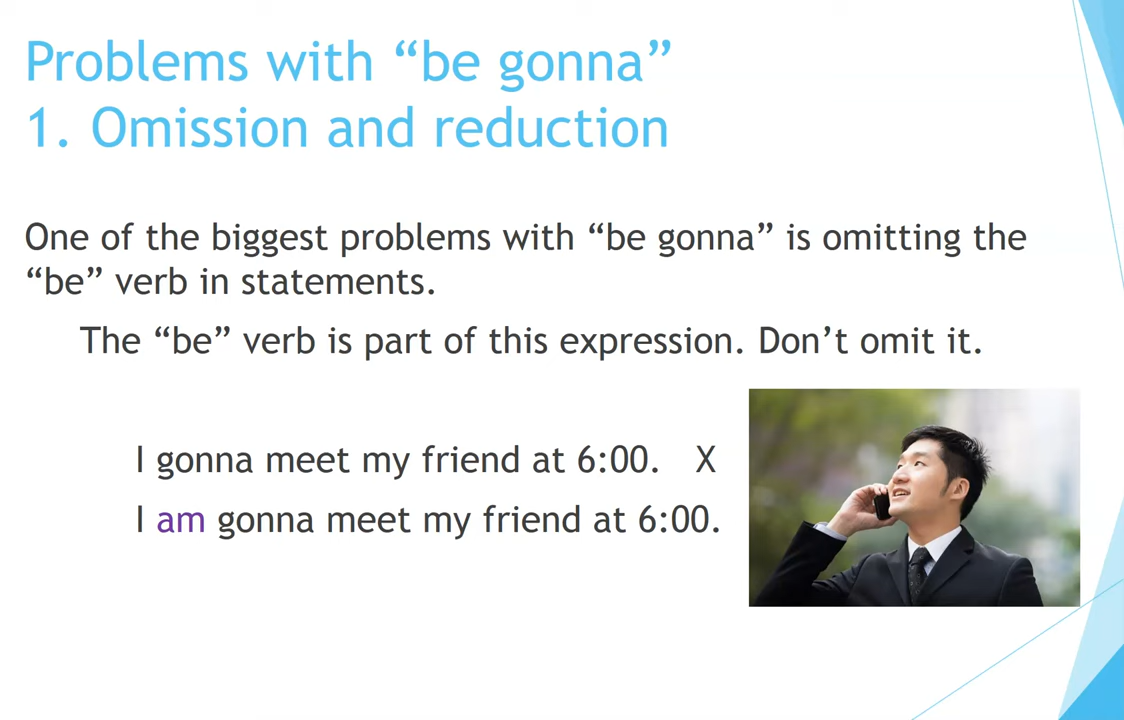 Problems with “be gonna”
1. Omission and reduction
One of the biggest problems with “be gonna” is omitting the
“be” verb in statements.
The “be” verb is part of this expression. Don’t omit it.
I gonna meet my friend at 6:00. X
I am gonna meet my friend at 6:00.